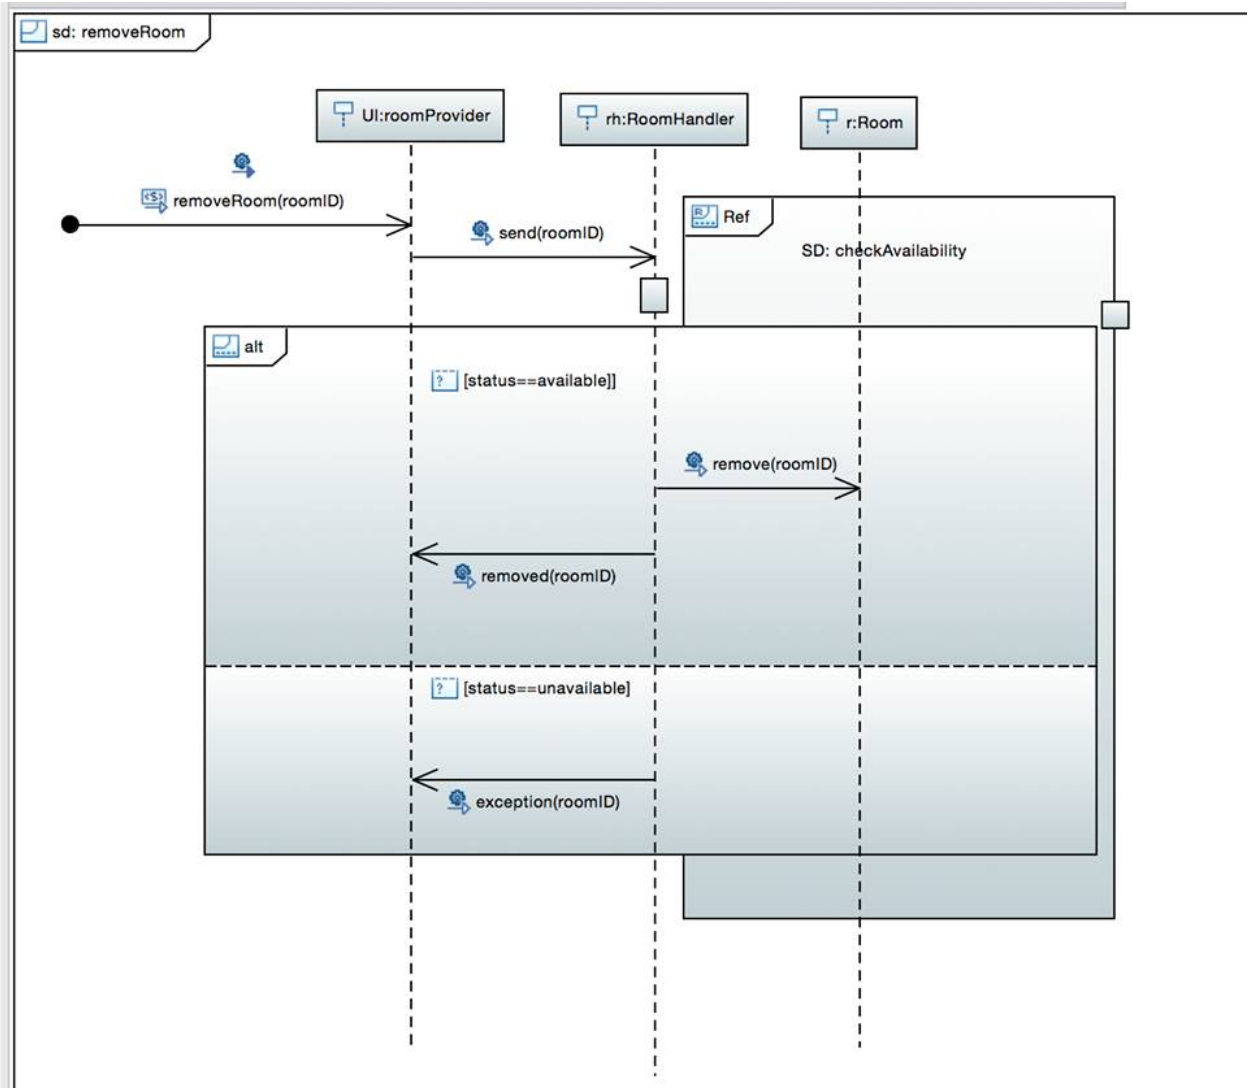 sd: removeRoom
UI:roomProvider
rh:RoomHandler
r:Room
removeRoom(roomID)
send(roomID)
Ref
SD: checkAvailability
alt
[status==available]]
remove(roomID)
removed(roomID)
[status==unavailable]
exception(roomID)